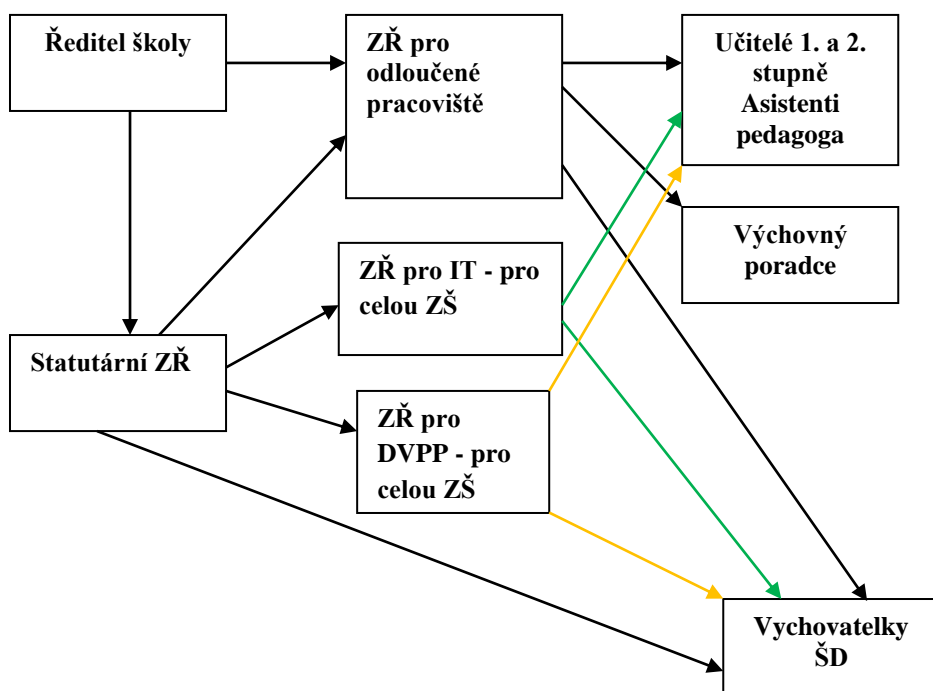 Ředitel školy
ZŘ pro
odloučené
pracoviště
Učitelé 1. a 2.
stupně
Asistenti
pedagoga
Výchovný
poradce
ZŘ pro IT - pro
celou ZŠ
Statutární ZŘ
ZŘ pro
DVPP - pro
celou ZŠ
Vychovatelky
ŠD